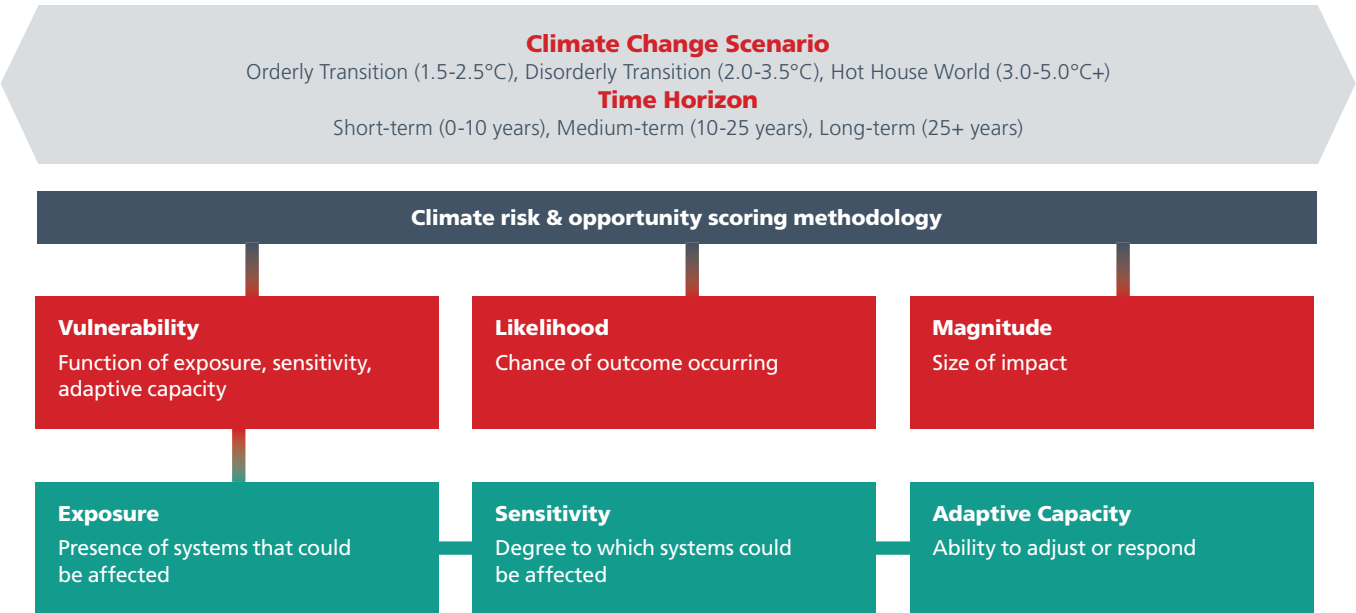 Climate Change Scenario
Orderly Transition (1.5-2.5°C), Disorderly Transition (2.0-3.5°C), Hot House World (3.0-5.0°C+)
Time Horizon
Short-term (0-10 years), Medium-term (10-25 years), Long-term (25+ years)
Climate risk & opportunity scoring methodology
Vulnerability
Function of exposure, sensitivity,
adaptive capacity
Likelihood
Chance of outcome occurring
Magnitude
Size of impact
Exposure
Presence of systems that could
be affected
Sensitivity
Degree to which systems could
be affected
Adaptive Capacity
Ability to adjust or respond